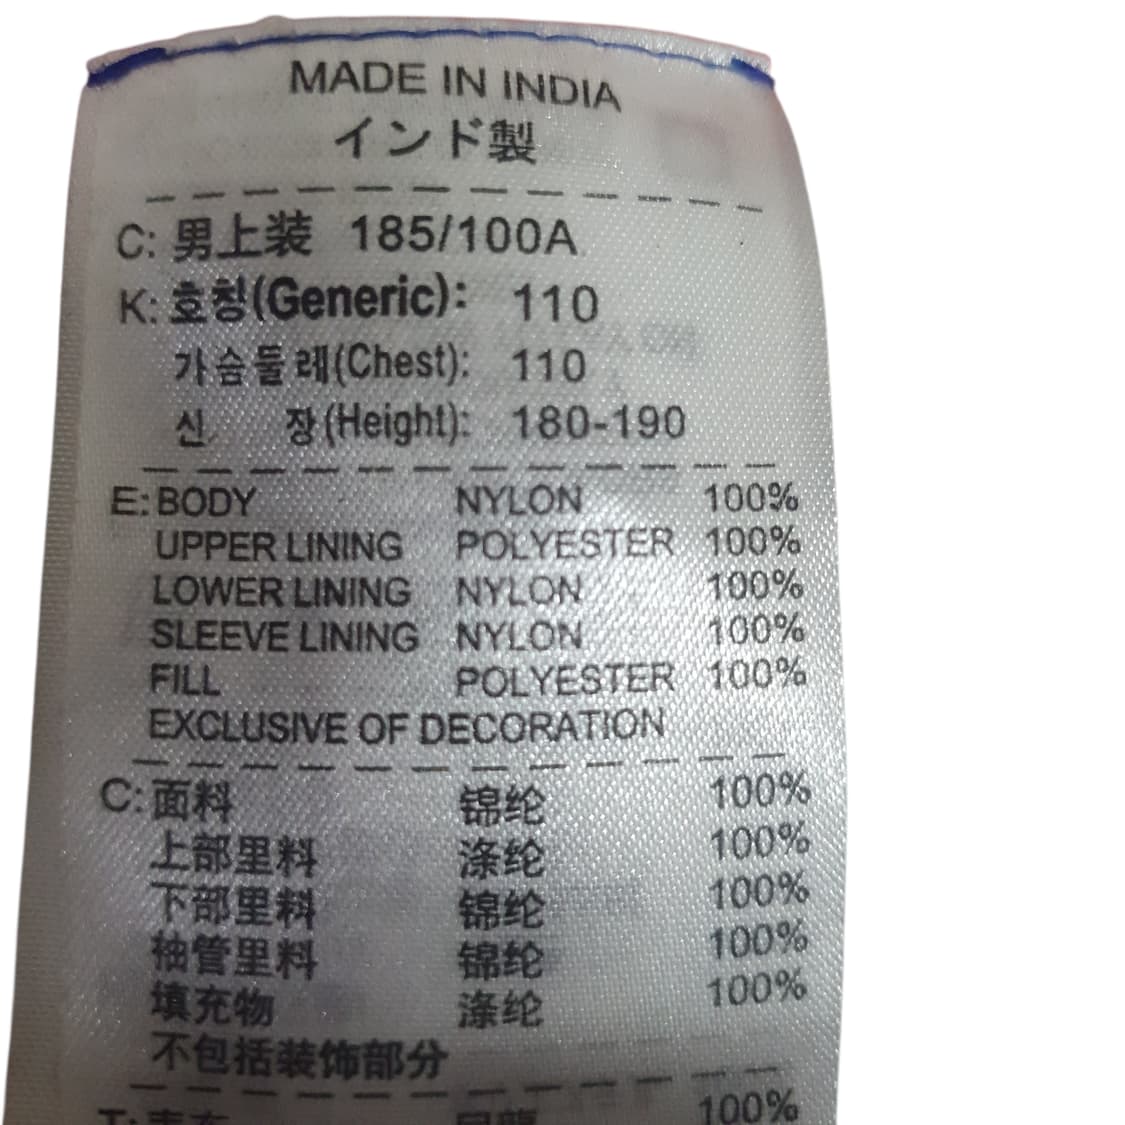 MADE IN INDIA
インド製
C: 男上装 185/100A
K: 호칭(Generic): 110
가슴둘레(Chest): 110
신 장(Height): 180-190
E: BODY NYLON 100%
UPPER LINING POLYESTER 100%
LOWER LINING NYLON 100%
SLEEVE LINING NYLON 100%
FILL POLYESTER 100%
EXCLUSIVE OF DECORATION
C: 面料 锦纶 100%
上部里料 涤纶 100%
下部里料 锦纶 100%
袖管里料 锦纶 100%
填充物 涤纶 100%
不包括装饰部分
T: 100%